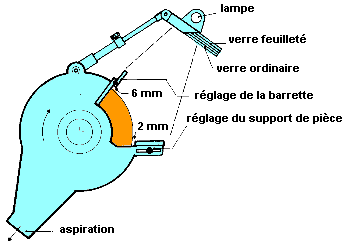 lampe
verre feuilleté
verre ordinaire
6 mm
réglage de la barrette
2 mm
réglage du support de pièce
aspiration